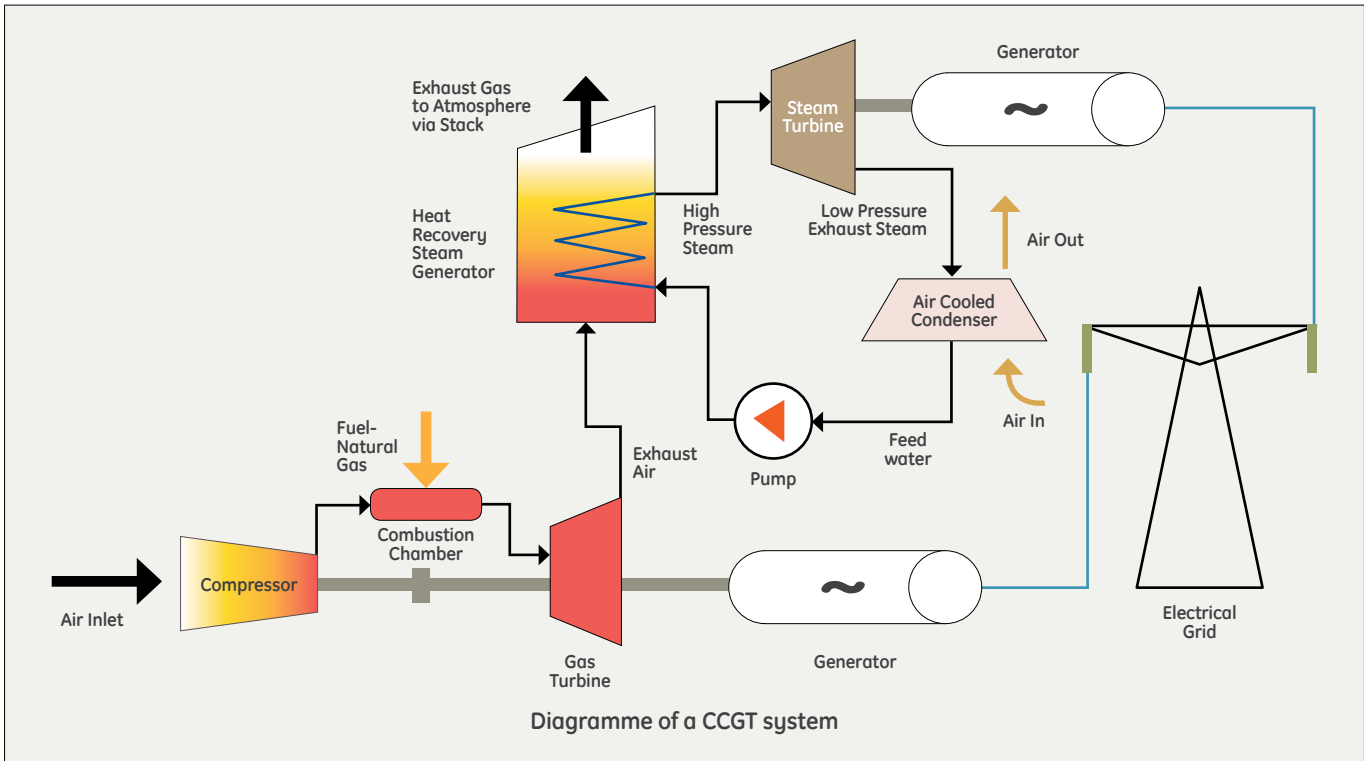 Generator
Exhaust Gas
to Atmosphere
via Stack
Steam
Turbine
Heat
Recovery
Steam
Generator
High
Pressure
Steam
Low Pressure
Exhaust Steam
Air Out
Air Cooled
Condenser
Air In
Feed
water
Pump
Fuel-
Natural
Gas
Exhaust
Air
Combustion
Chamber
Compressor
Air Inlet
Gas
Turbine
Generator
Electrical
Grid
Diagramme of a CCGT system